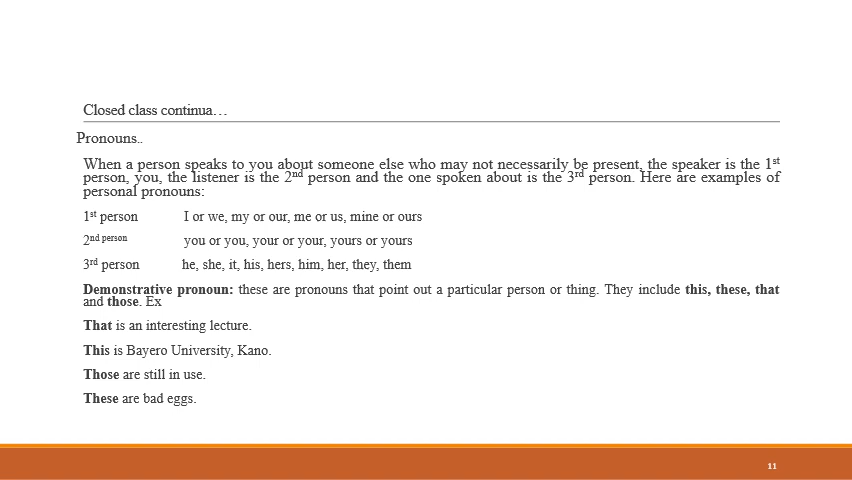 Closed class continua…
Pronouns..
When a person speaks to you about someone else who may not necessarily be present, the speaker is the 1st
person, you, the listener is the 2nd person and the one spoken about is the 3rd person. Here are examples of
personal pronouns:
1st person I or we, my or our, me or us, mine or ours
2nd person you or you, your or your, yours or yours
3rd person he, she, it, his, hers, him, her, they, them
Demonstrative pronoun: these are pronouns that point out a particular person or thing. They include this, these, that
and those. Ex
That is an interesting lecture.
This is Bayero University, Kano.
Those are still in use.
These are bad eggs.
11